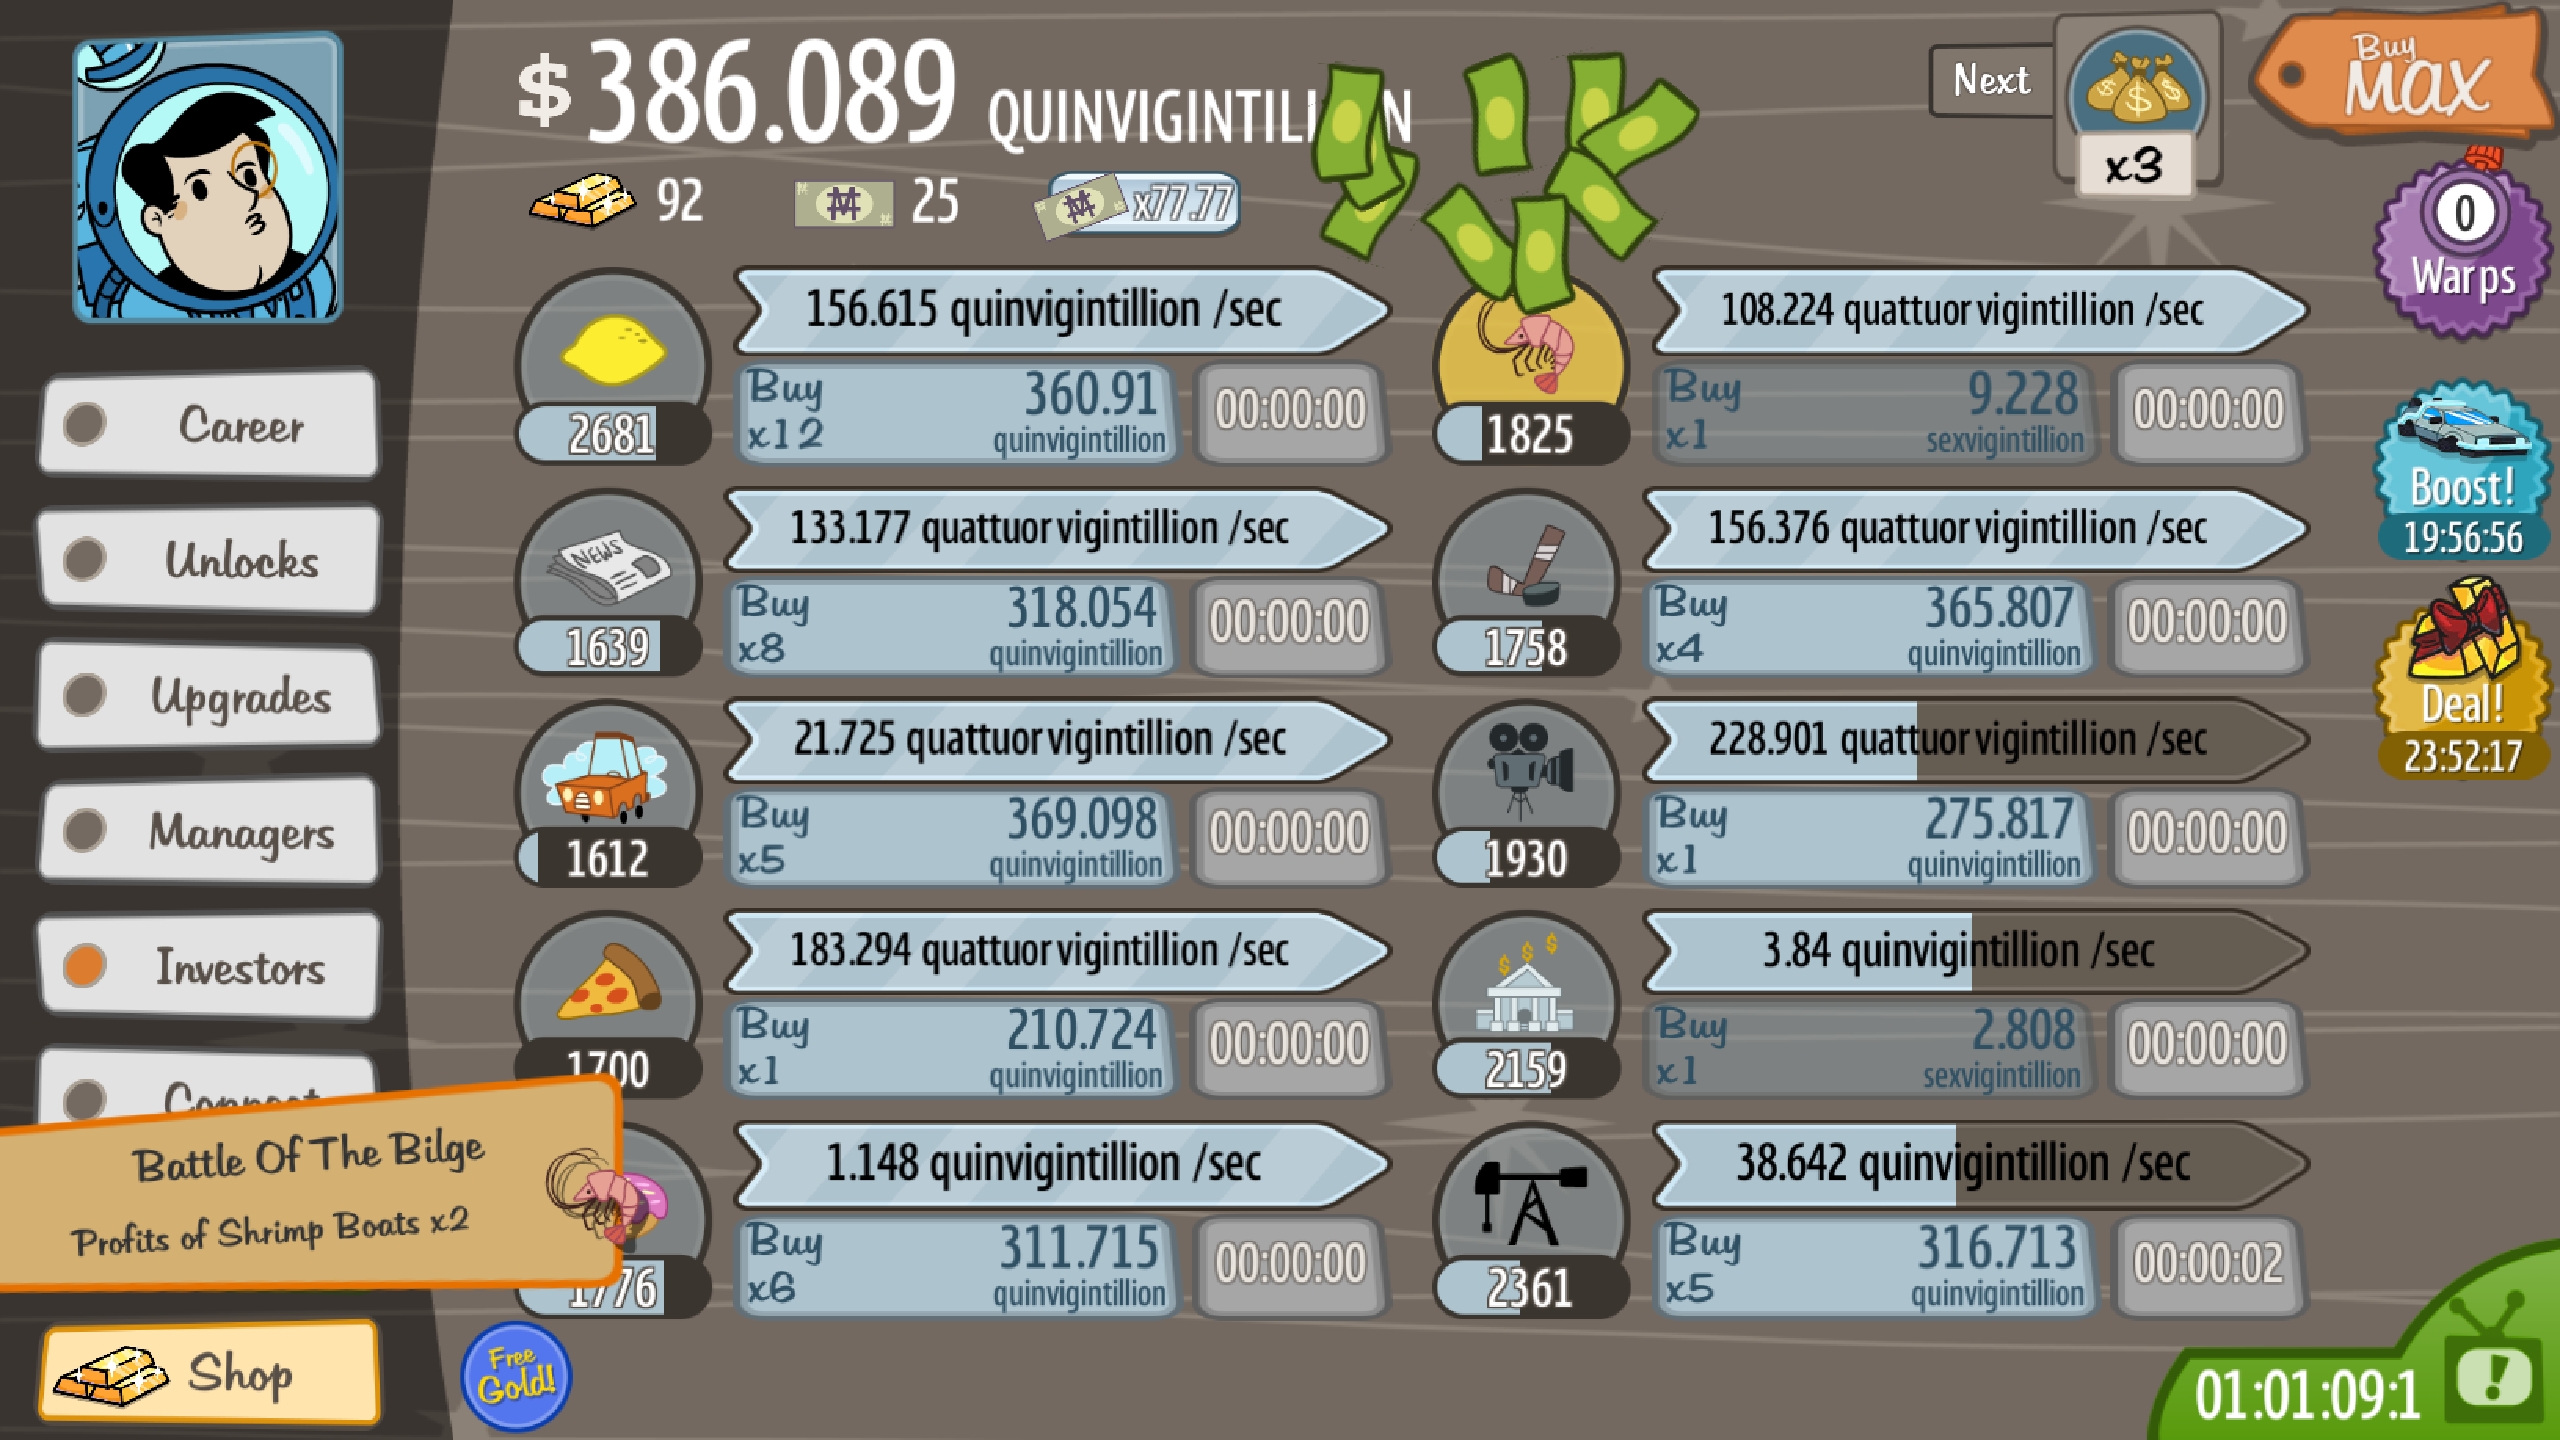 $386.089 QUINVIGINTILLION
92
25
x77.77
Next
x3
Buy
MAX
0
Warps
Boost!
19:56:56
Deal!
23:52:17
Career
Unlocks
Upgrades
Managers
Investors
Connect
Battle Of The Bilge
Profits of Shrimp Boats x2
Shop
Free
Gold!
156.615 quinvigintillion /sec
Buy 360.91
x12 quinvigintillion
00:00:00
2681
NEWS
133.177 quattuorvigintillion /sec
Buy 318.054
x8 quinvigintillion
00:00:00
1639
21.725 quattuorvigintillion /sec
Buy 369.098
x5 quinvigintillion
00:00:00
1612
183.294 quattuorvigintillion /sec
Buy 210.724
x1 quinvigintillion
00:00:00
1700
1.148 quinvigintillion /sec
Buy 311.715
x6 quinvigintillion
00:00:00
1776
108.224 quattuorvigintillion /sec
Buy 9.228
x1 sexvigintillion
00:00:00
1825
156.376 quattuorvigintillion /sec
Buy 365.807
x4 quinvigintillion
00:00:00
1758
228.901 quattuorvigintillion /sec
Buy 275.817
x1 quinvigintillion
00:00:00
1930
3.84 quinvigintillion /sec
Buy 2.808
x1 sexvigintillion
00:00:00
2159
38.642 quinvigintillion /sec
Buy 316.713
x5 quinvigintillion
00:00:02
2361
01:01:09:1